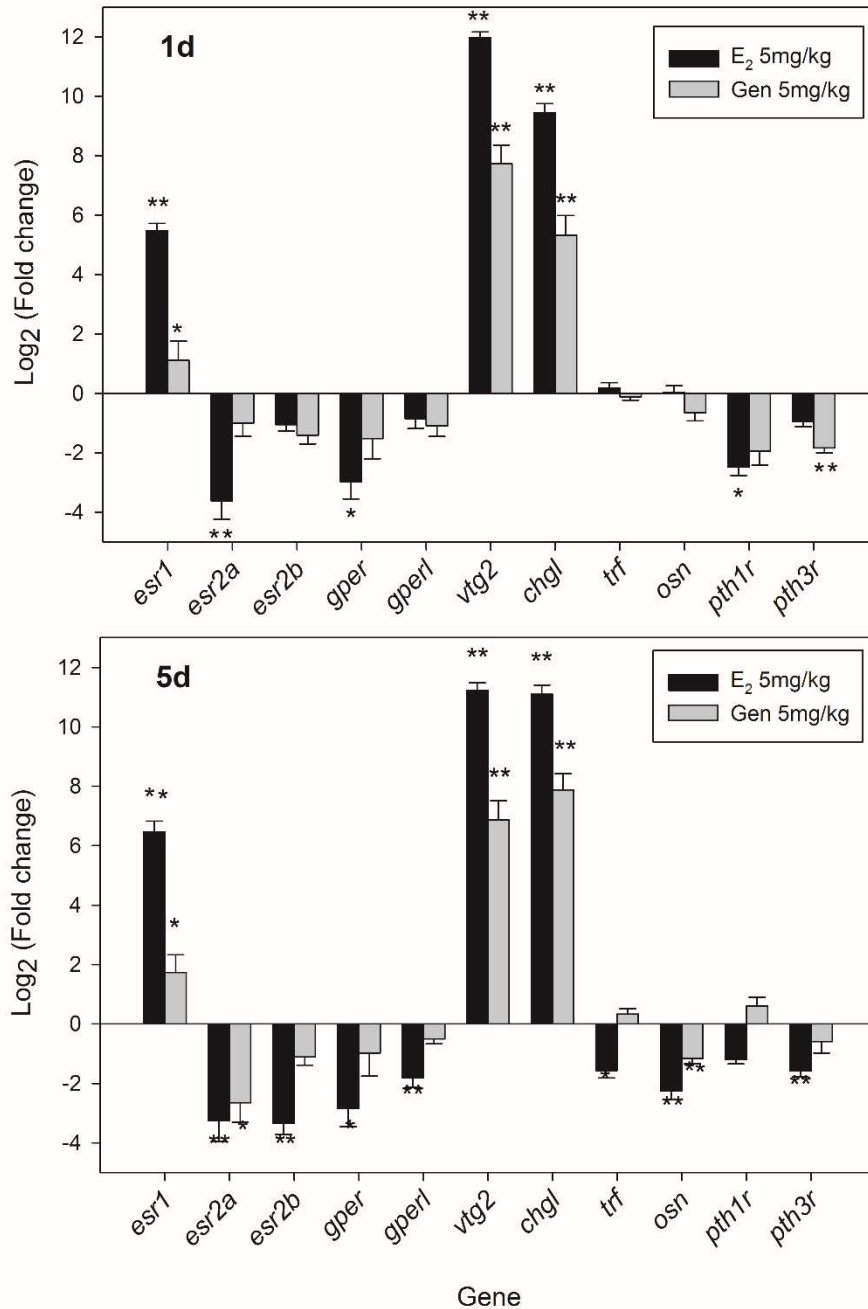 1d
E2 5mg/kg
Gen 5mg/kg
Log2 (Fold change)
12
10
8
6
4
2
0
-2
-4
**
**
*
**
*
**
**
**
**
*
**
esr1
esr2a
esr2b
gper
gperl
vtg2
chgl
trf
osn
pth1r
pth3r
5d
E2 5mg/kg
Gen 5mg/kg
Log2 (Fold change)
12
10
8
6
4
2
0
-2
-4
**
*
**
*
**
*
**
**
**
**
**
*
**
**
**
esr1
esr2a
esr2b
gper
gperl
vtg2
chgl
trf
osn
pth1r
pth3r
Gene